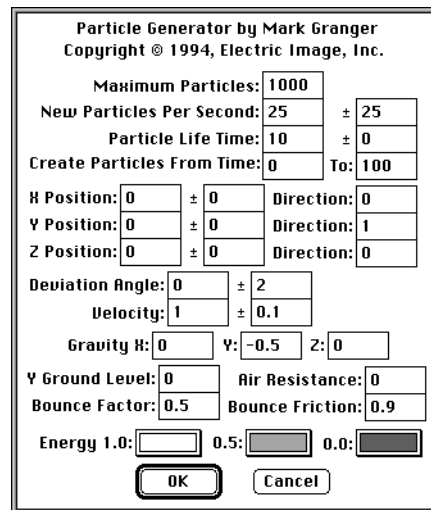 Particle Generator by Mark Granger
Copyright © 1994, Electric Image, Inc.
Maximum Particles: 1000
New Particles Per Second: 25 ± 25
Particle Life Time: 10 ± 0
Create Particles From Time: 0 To: 100
X Position: 0 ± 0 Direction: 0
Y Position: 0 ± 0 Direction: 1
Z Position: 0 ± 0 Direction: 0
Deviation Angle: 0 ± 2
Velocity: 1 ± 0.1
Gravity X: 0 Y: -0.5 Z: 0
Y Ground Level: 0 Air Resistance: 0
Bounce Factor: 0.5 Bounce Friction: 0.9
Energy 1.0: 0.5: 0.0:
OK Cancel